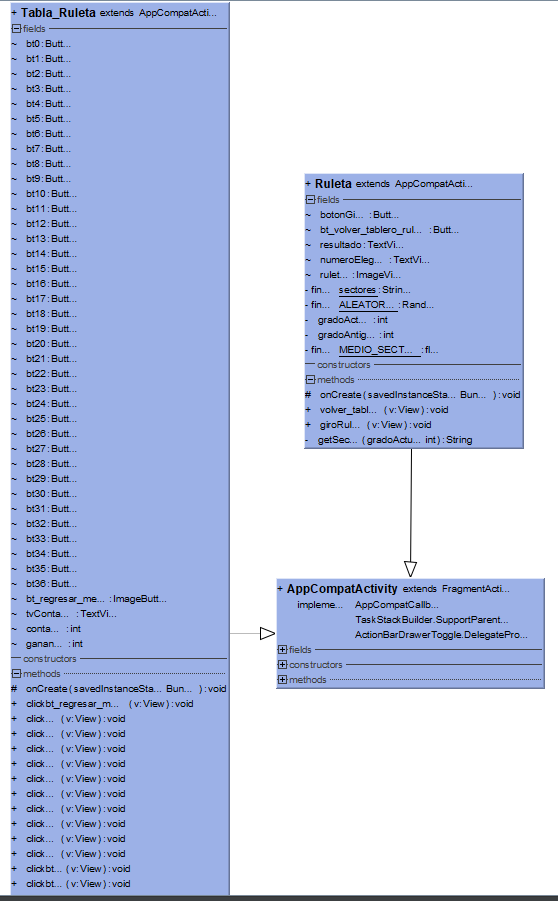 + Tabla_Ruleta extends AppCompatActi...
fields
~ bt0 : Butt...
~ bt1 : Butt...
~ bt2 : Butt...
~ bt3 : Butt...
~ bt4 : Butt...
~ bt5 : Butt...
~ bt6 : Butt...
~ bt7 : Butt...
~ bt8 : Butt...
~ bt9 : Butt...
~ bt10 : Butt...
~ bt11 : Butt...
~ bt12 : Butt...
~ bt13 : Butt...
~ bt14 : Butt...
~ bt15 : Butt...
~ bt16 : Butt...
~ bt17 : Butt...
~ bt18 : Butt...
~ bt19 : Butt...
~ bt20 : Butt...
~ bt21 : Butt...
~ bt22 : Butt...
~ bt23 : Butt...
~ bt24 : Butt...
~ bt25 : Butt...
~ bt26 : Butt...
~ bt27 : Butt...
~ bt28 : Butt...
~ bt29 : Butt...
~ bt30 : Butt...
~ bt31 : Butt...
~ bt32 : Butt...
~ bt33 : Butt...
~ bt34 : Butt...
~ bt35 : Butt...
~ bt36 : Butt...
~ bt_regresar_me... : ImageButt...
~ tvConta... : TextVi...
~ conta... : int
~ ganan... : int
constructors
methods
# onCreate ( savedInstanceSta... Bun... ) : void
+ clickbt_regresar_m... ( v: View ) : void
+ click... ( v: View ) : void
+ click... ( v: View ) : void
+ click... ( v: View ) : void
+ click... ( v: View ) : void
+ click... ( v: View ) : void
+ click... ( v: View ) : void
+ click... ( v: View ) : void
+ click... ( v: View ) : void
+ click... ( v: View ) : void
+ click... ( v: View ) : void
+ clickbt... ( v: View ) : void
+ clickbt... ( v: View ) : void
+ Ruleta extends AppCompatActi...
fields
~ botonGi... : Butt...
~ bt_volver_tablero_rul... : Butt...
~ resultado : TextVi...
~ numeroEleg... : TextVi...
~ rulet... : ImageVi...
- fin... sectores : Strin...
- fin... ALEATOR... : Rand...
- gradoAct... : int
- gradoAntig... : int
- fin... MEDIO_SECT... : fl...
constructors
methods
# onCreate ( savedInstanceSta... Bun... ) : void
+ volver_tabl... ( v: View ) : void
+ giroRul... ( v: View ) : void
- getSec... ( gradoActu... int ) : String
+ AppCompatActivity extends FragmentActi...
impleme... AppCompatCallb...
TaskStackBuilder.SupportParent...
ActionBarDrawerToggle.DelegatePro...
fields
constructors
methods